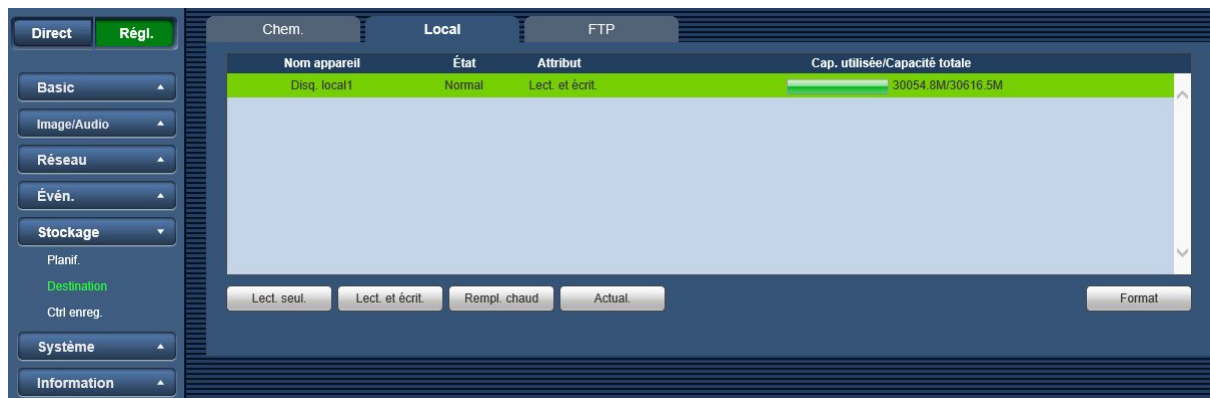 Direct Régl.
Chem. Local FTP
Nom appareil État Attribut Cap. utilisée/Capacité totale
Disq. local1 Normal Lect. et écrit. 30054.8M/30616.5M
Basic
Image/Audio
Réseau
Évén.
Stockage
Planif.
Destination
Ctrl enreg.
Système
Information
Lect. seul. Lect. et écrit. Rempl. chaud Actual. Format